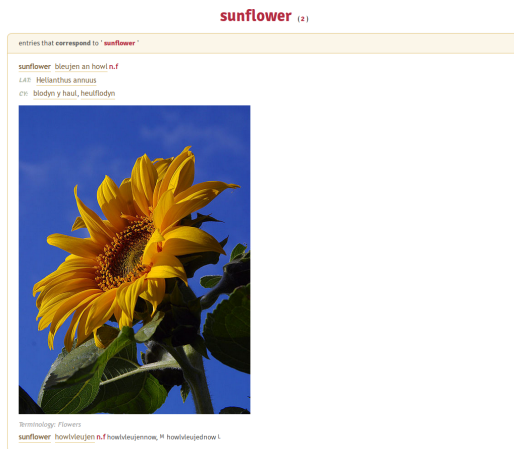 sunflower (2)
entries that correspond to ' sunflower '
sunflower bleujen an howl n.f
LAT: Helianthus annuus
CY: blodyn y haul, heulflodyn
Terminology: Flowers
sunflower howlvleujen n.f howlvleujennow, M howlvleujednow L